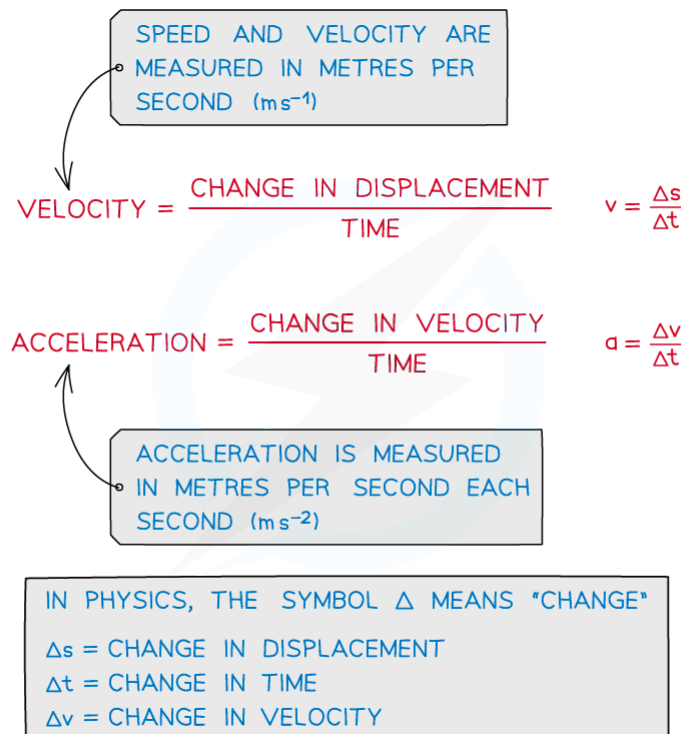 SPEED AND VELOCITY ARE
MEASURED IN METRES PER
SECOND (ms⁻¹)
VELOCITY = CHANGE IN DISPLACEMENT / TIME v = Δs / Δt
ACCELERATION = CHANGE IN VELOCITY / TIME a = Δv / Δt
ACCELERATION IS MEASURED
IN METRES PER SECOND EACH
SECOND (ms⁻²)
IN PHYSICS, THE SYMBOL Δ MEANS "CHANGE"
Δs = CHANGE IN DISPLACEMENT
Δt = CHANGE IN TIME
Δv = CHANGE IN VELOCITY